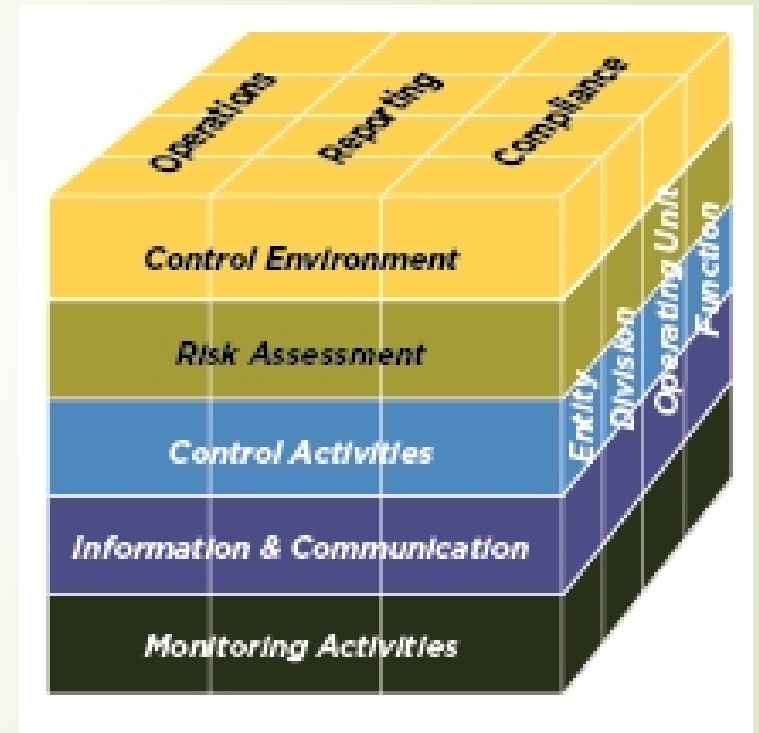 Operations
Reporting
Compliance
Control Environment
Risk Assessment
Control Activities
Information & Communication
Monitoring Activities
Entity
Division
Operating Unit
Function